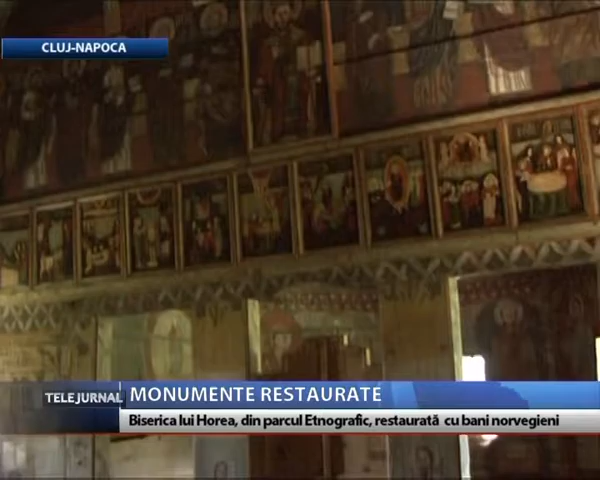 CLUJ-NAPOCA
TELEJURNAL
MONUMENTE RESTAURATE
Biserica lui Horea, din parcul Etnografic, restaurată cu bani norvegieni